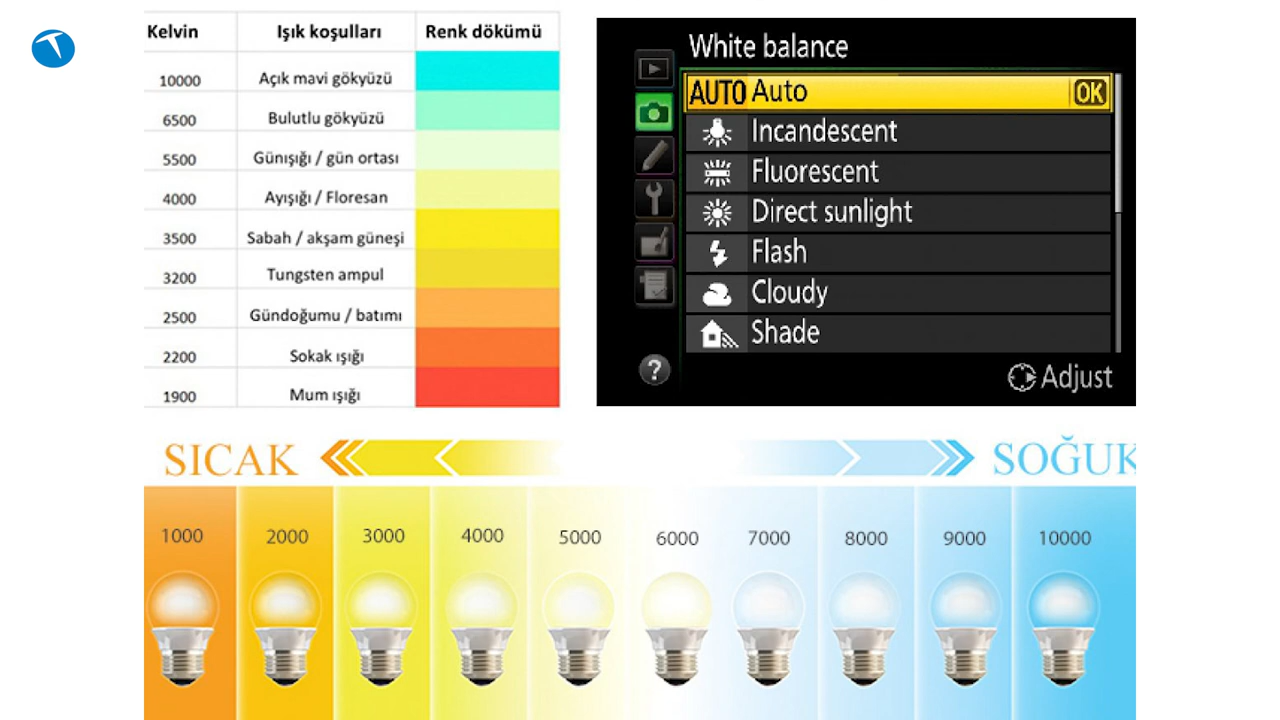 Kelvin Işık koşulları Renk dökümü
10000 Açık mavi gökyüzü
6500 Bulutlu gökyüzü
5500 Günışığı / gün ortası
4000 Ayışığı / Floresan
3500 Sabah / akşam güneşi
3200 Tungsten ampul
2500 Gündoğumu / batımı
2200 Sokak ışığı
1900 Mum ışığı
White balance
AUTO Auto OK
Incandescent
Fluorescent
Direct sunlight
Flash
Cloudy
Shade
? Adjust
SICAK SOĞUK
1000 2000 3000 4000 5000 6000 7000 8000 9000 10000